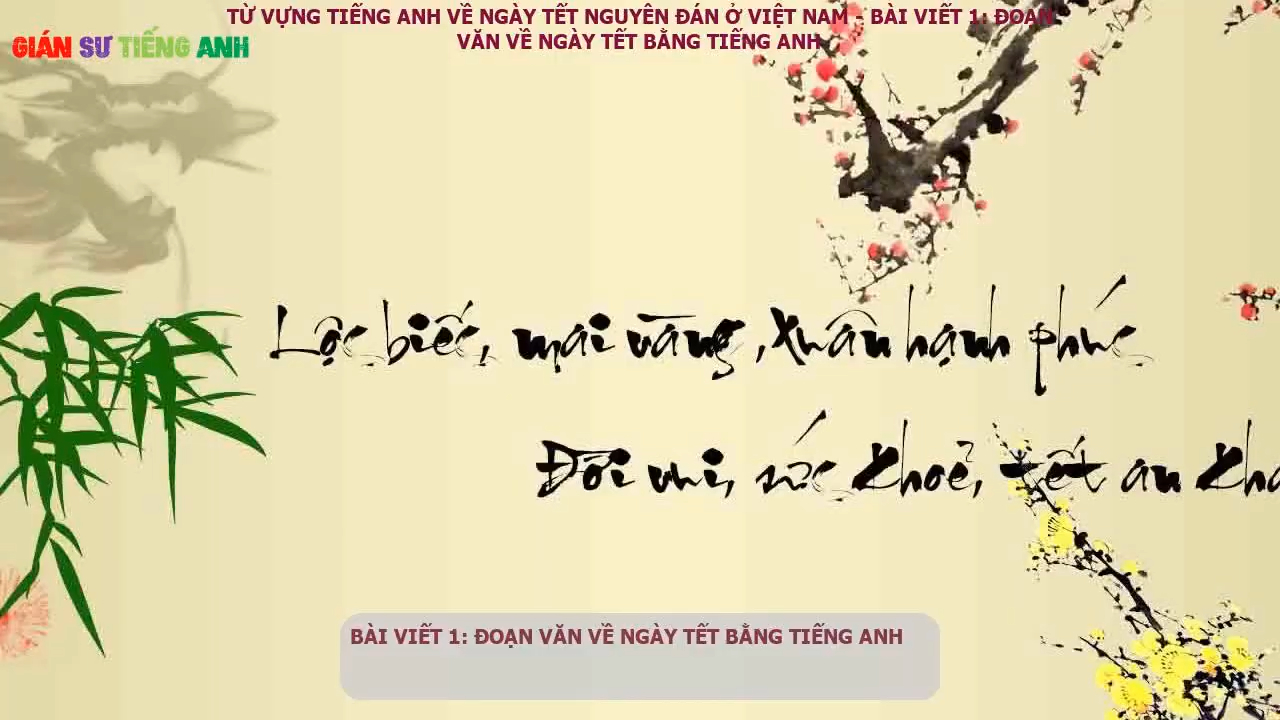 TỪ VỰNG TIẾNG ANH VỀ NGÀY TẾT NGUYÊN ĐÁN Ở VIỆT NAM - BÀI VIẾT 1: ĐOẠN
VĂN VỀ NGÀY TẾT BẰNG TIẾNG ANH
GIÁN SƯ TIẾNG ANH
Lộc biếc, mai vàng, Xuân hạnh phúc
Đời vui, sức khoẻ, tết an kha
BÀI VIẾT 1: ĐOẠN VĂN VỀ NGÀY TẾT BẰNG TIẾNG ANH